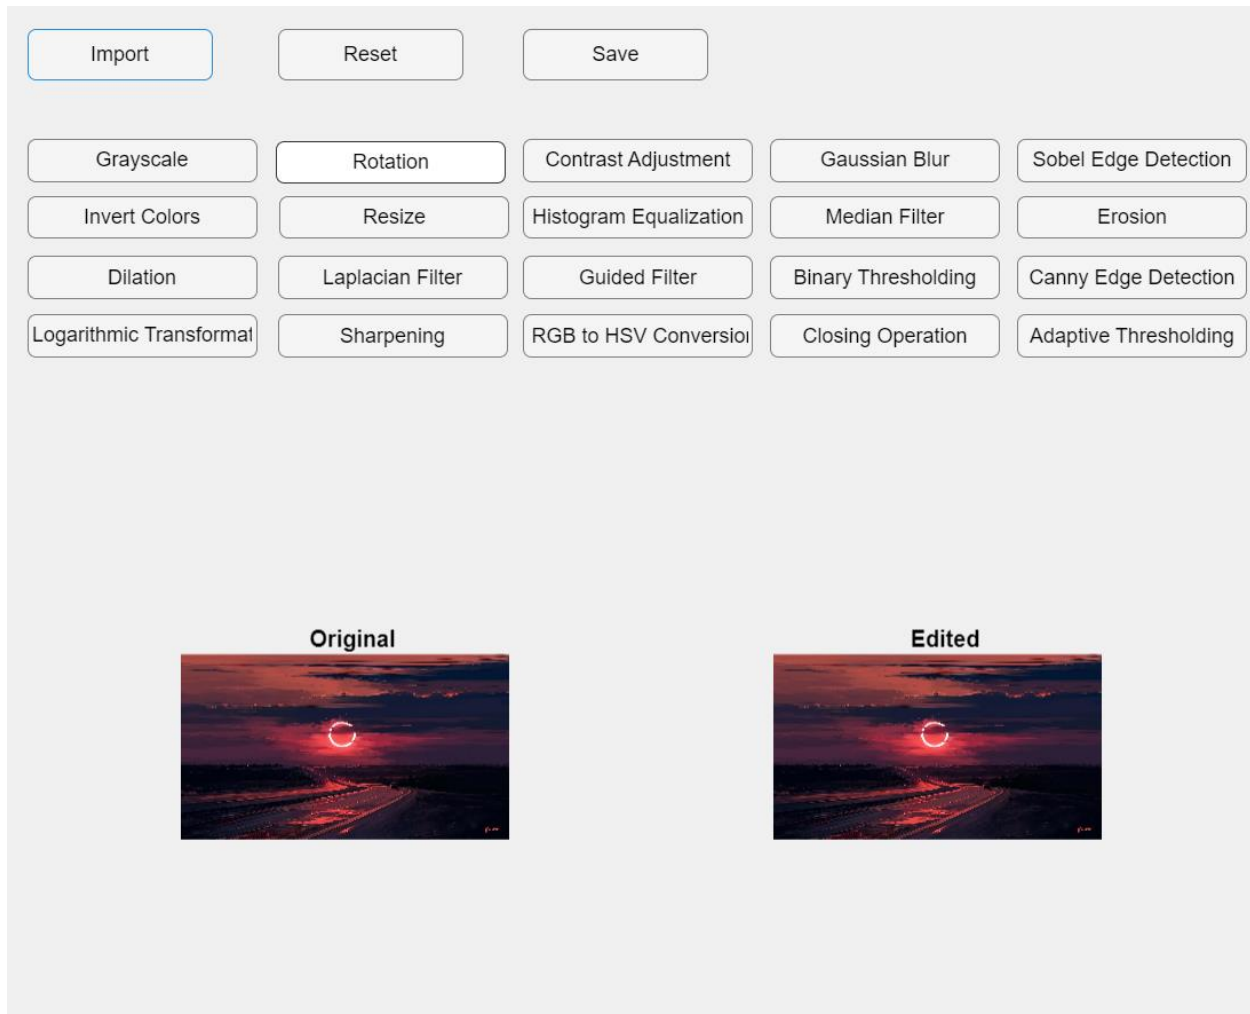 Import Reset Save
Grayscale Rotation Contrast Adjustment Gaussian Blur Sobel Edge Detection
Invert Colors Resize Histogram Equalization Median Filter Erosion
Dilation Laplacian Filter Guided Filter Binary Thresholding Canny Edge Detection
Logarithmic Transformat Sharpening RGB to HSV Conversion Closing Operation Adaptive Thresholding
Original Edited